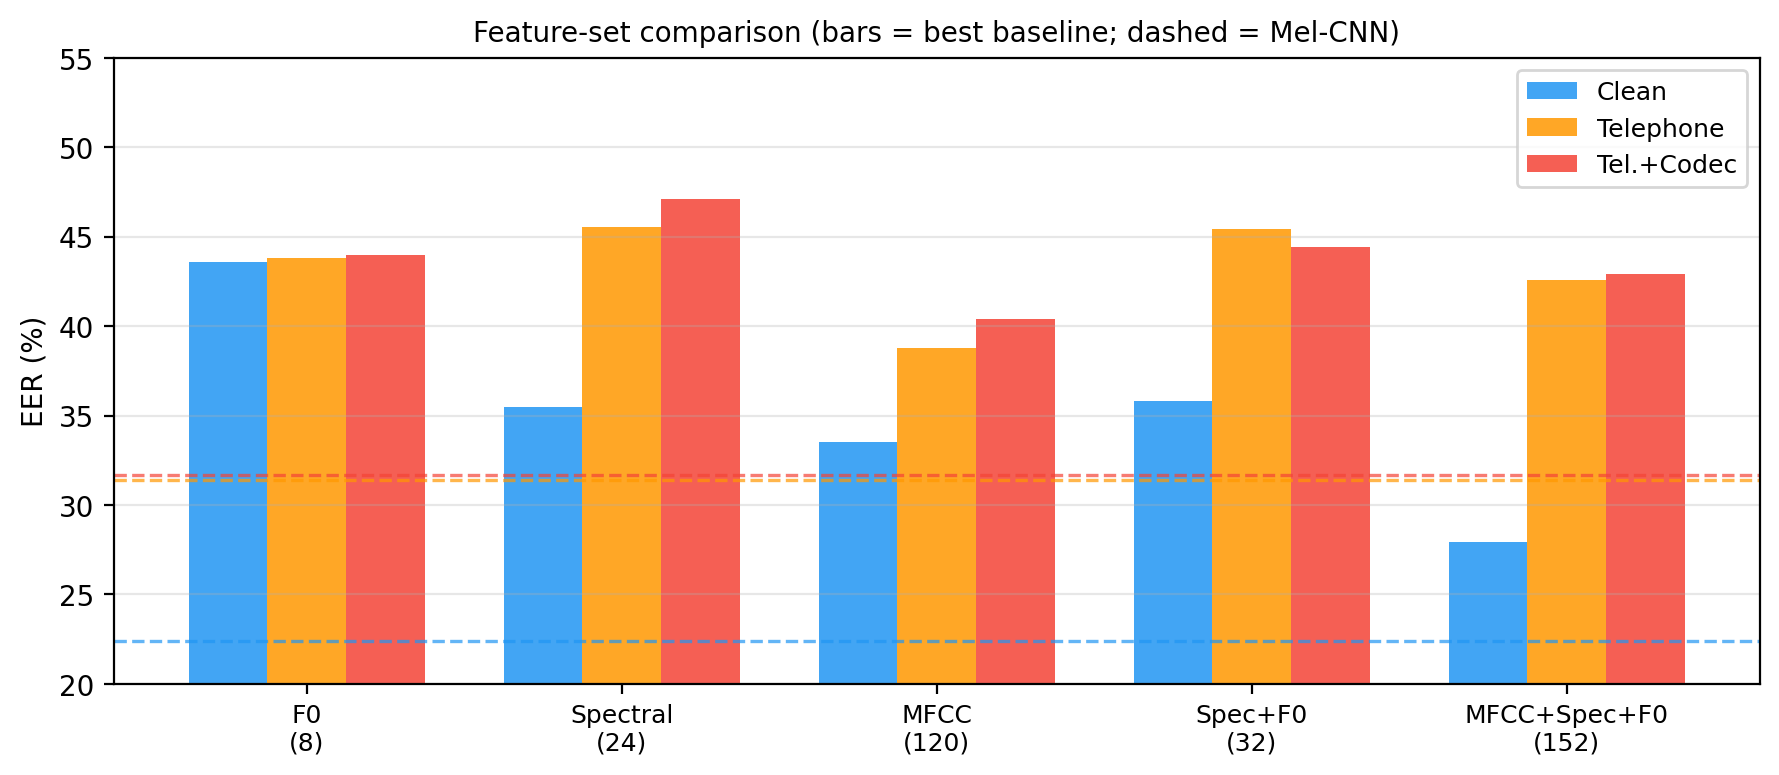 Feature-set comparison (bars = best baseline; dashed = Mel-CNN)
Clean
Telephone
Tel.+Codec
EER (%)
55
50
45
40
35
30
25
20
F0
(8)
Spectral
(24)
MFCC
(120)
Spec+F0
(32)
MFCC+Spec+F0
(152)